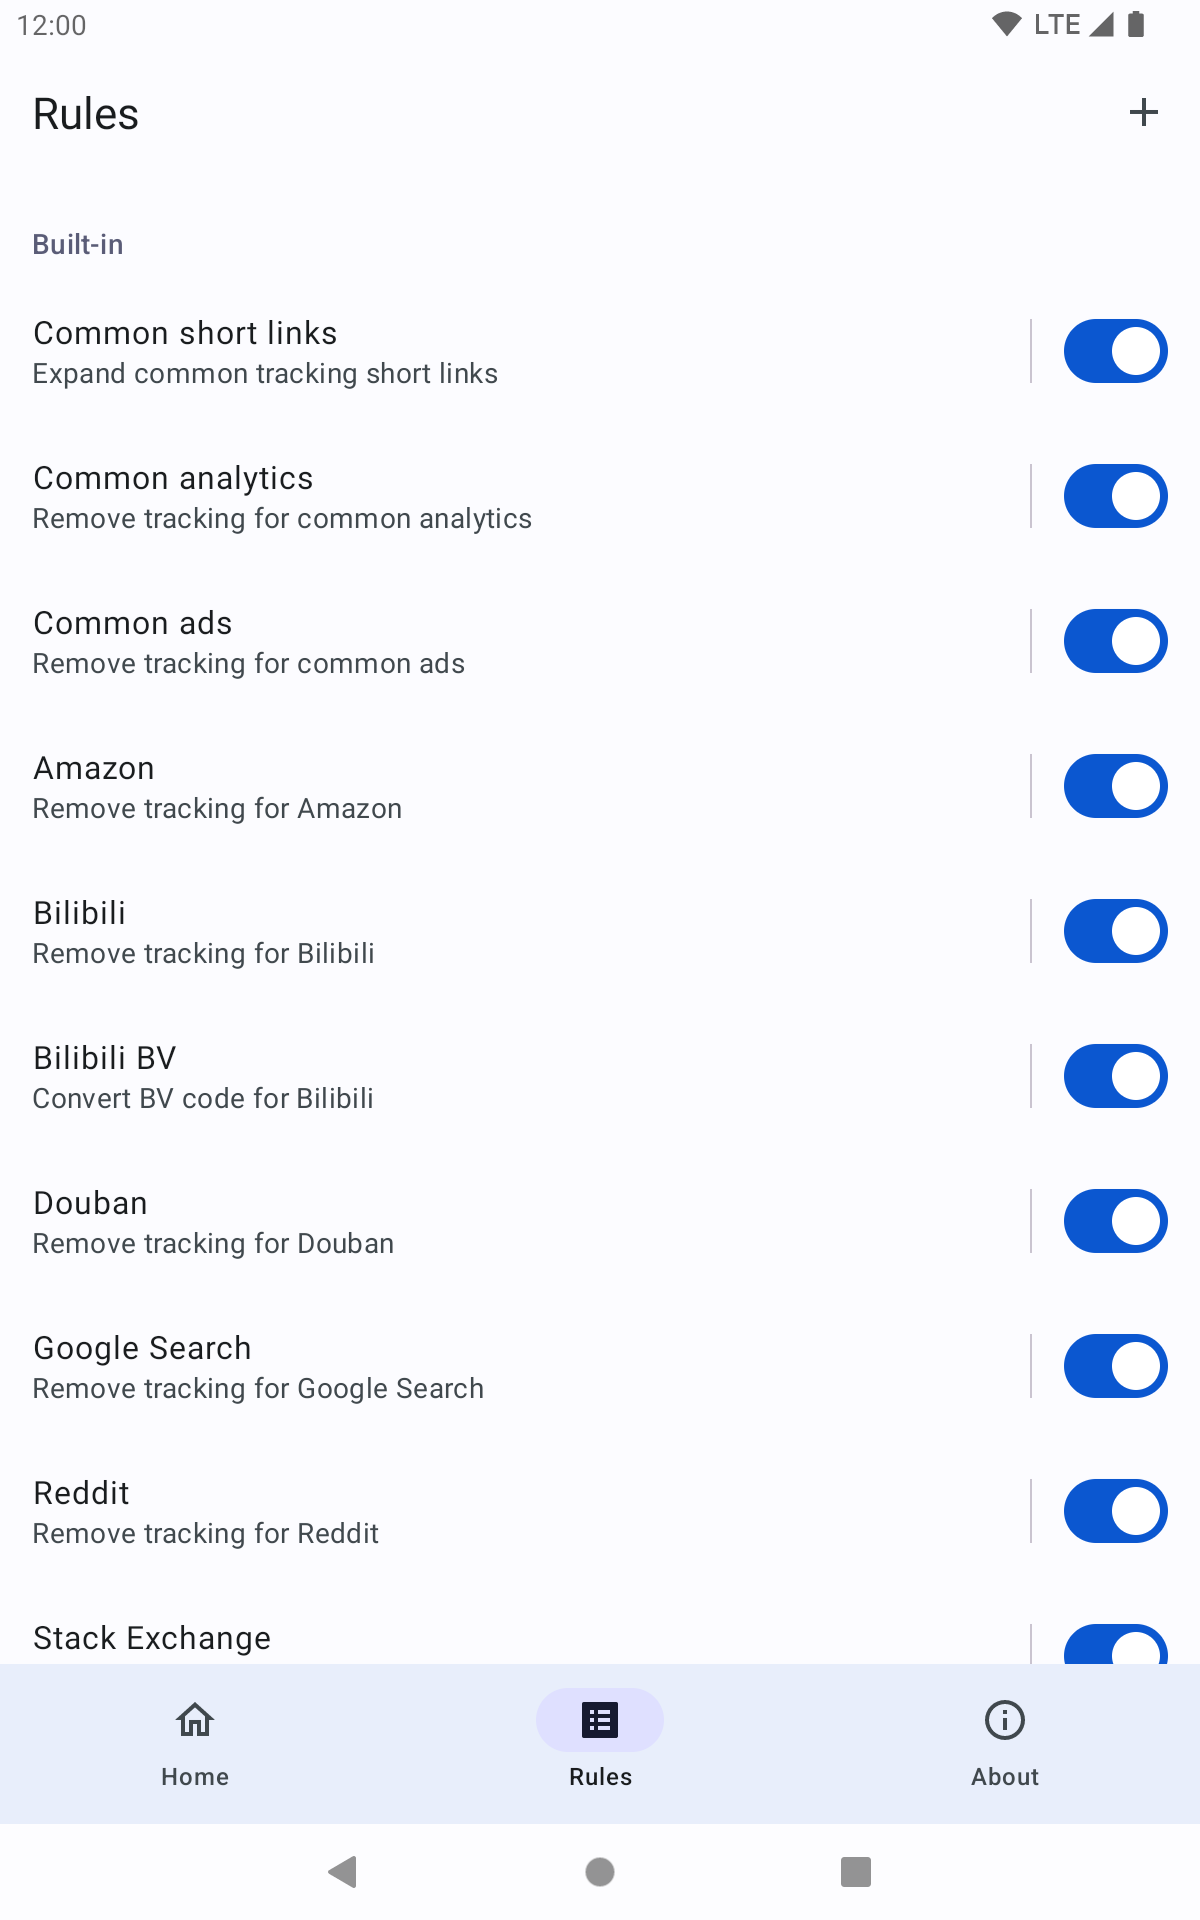 12:00
LTE
Rules
Built-in
Common short links
Expand common tracking short links
Common analytics
Remove tracking for common analytics
Common ads
Remove tracking for common ads
Amazon
Remove tracking for Amazon
Bilibili
Remove tracking for Bilibili
Bilibili BV
Convert BV code for Bilibili
Douban
Remove tracking for Douban
Google Search
Remove tracking for Google Search
Reddit
Remove tracking for Reddit
Stack Exchange
Home
Rules
About